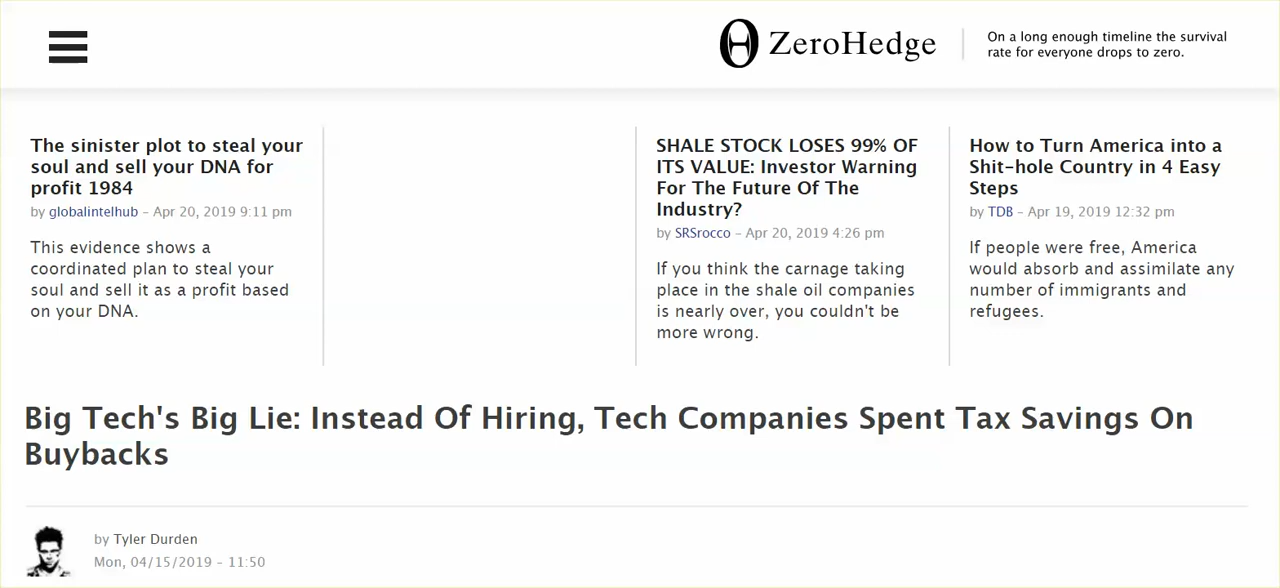 ZeroHedge
On a long enough timeline the survival
rate for everyone drops to zero.
The sinister plot to steal your
soul and sell your DNA for
profit 1984
by globalintelhub – Apr 20, 2019 9:11 pm
This evidence shows a
coordinated plan to steal your
soul and sell it as a profit based
on your DNA.
SHALE STOCK LOSES 99% OF
ITS VALUE: Investor Warning
For The Future Of The
Industry?
by SRSrocco – Apr 20, 2019 4:26 pm
If you think the carnage taking
place in the shale oil companies
is nearly over, you couldn't be
more wrong.
How to Turn America into a
Shit-hole Country in 4 Easy
Steps
by TDB – Apr 19, 2019 12:32 pm
If people were free, America
would absorb and assimilate any
number of immigrants and
refugees.
Big Tech's Big Lie: Instead Of Hiring, Tech Companies Spent Tax Savings On
Buybacks
by Tyler Durden
Mon, 04/15/2019 - 11:50